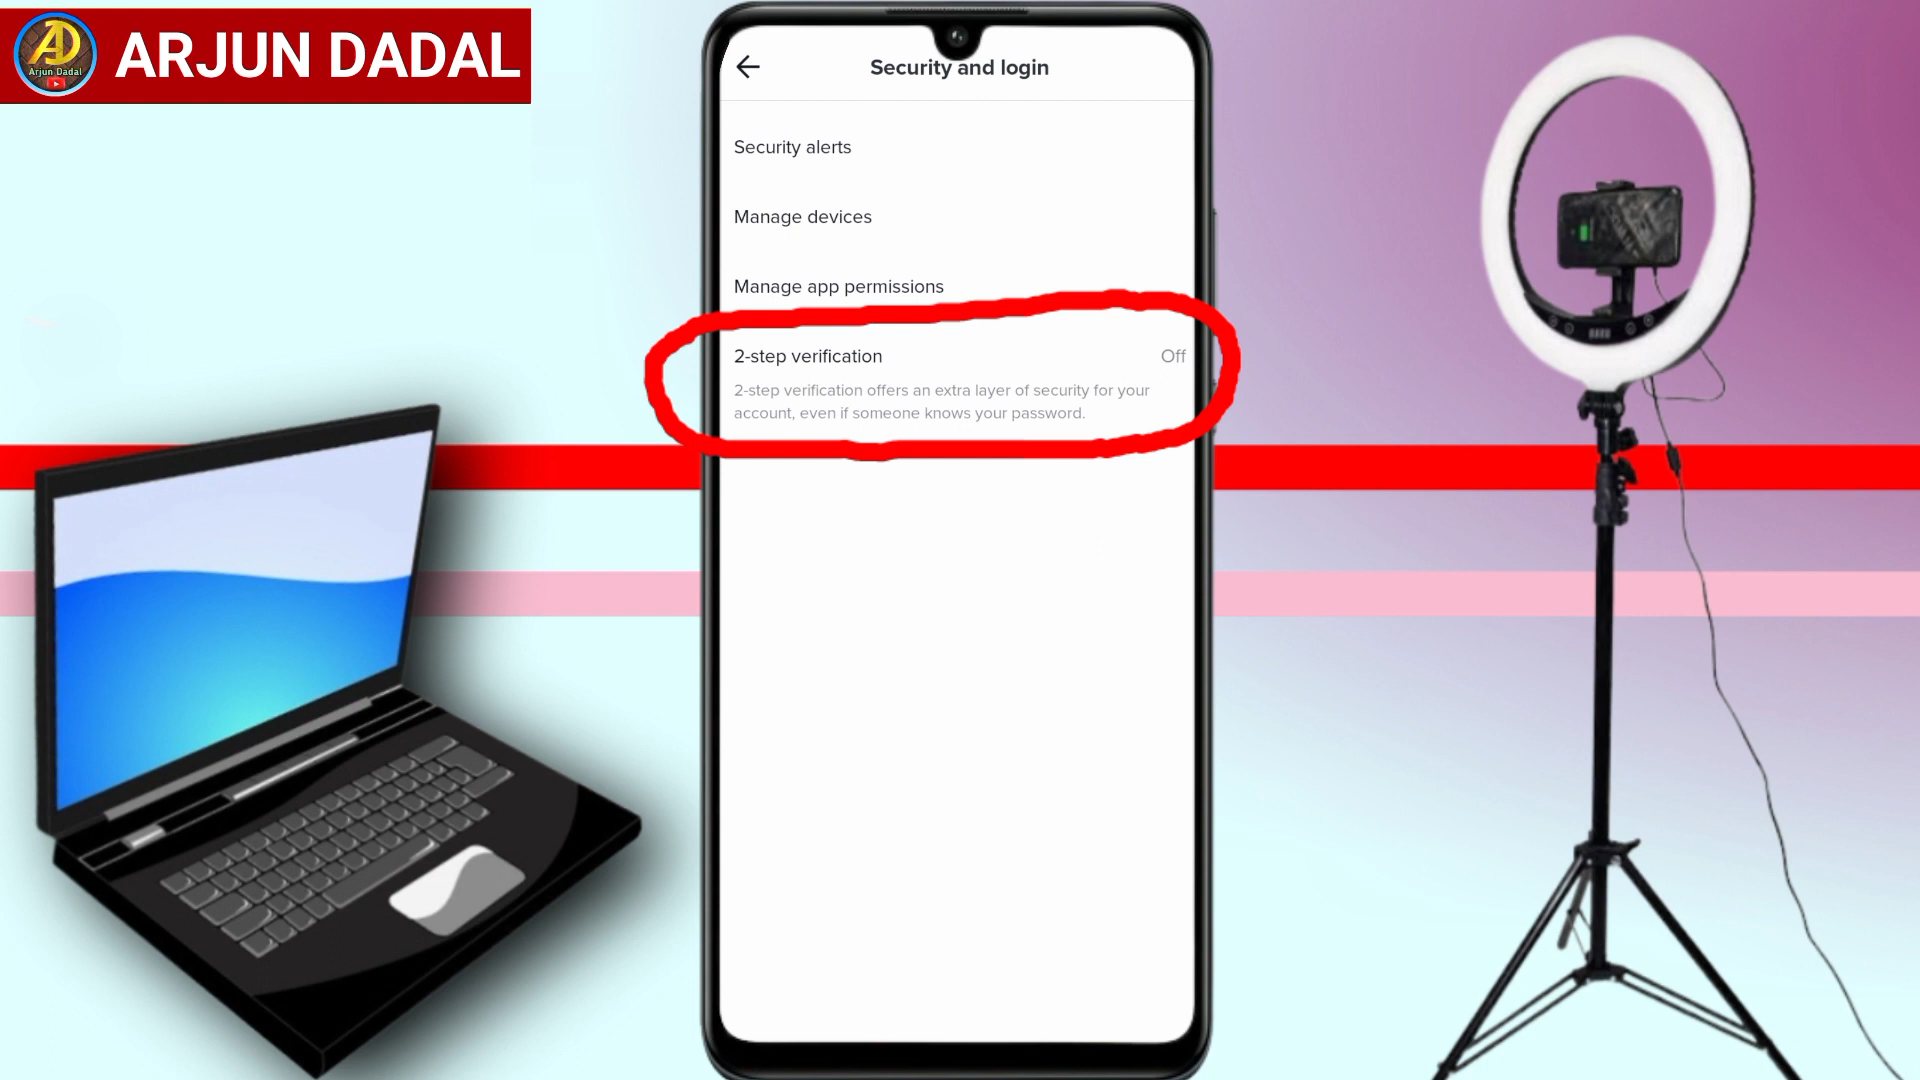 AD
Arjun Dadal
ARJUN DADAL
Security and login
Security alerts
Manage devices
Manage app permissions
2-step verification
Off
2-step verification offers an extra layer of security for your
account, even if someone knows your password.